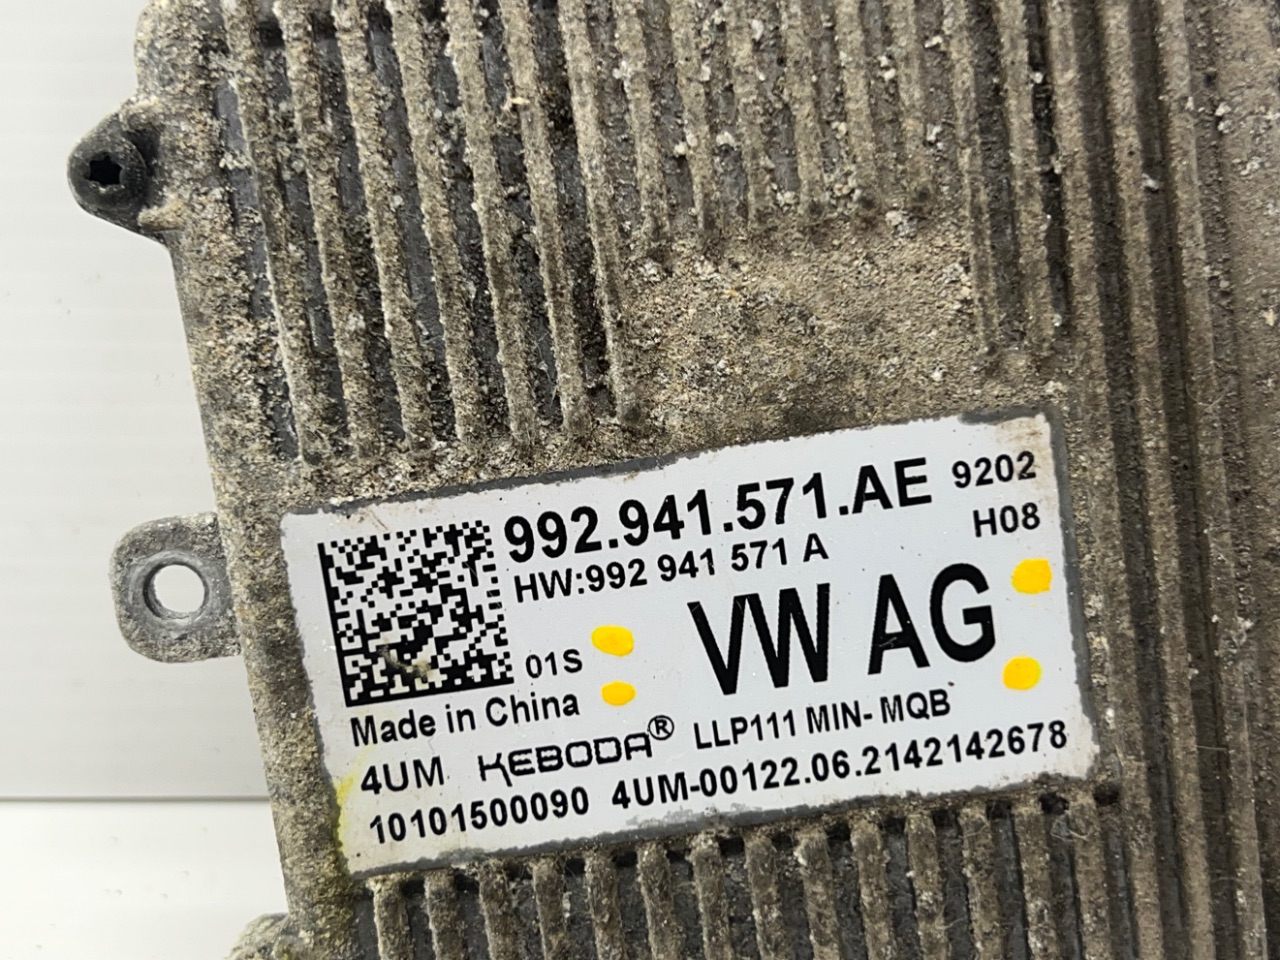 992.941.571.AE 9202
HW:992 941 571 A H08
VW AG
01S
Made in China
4UM KEBODA® LLP111 MIN- MQB
10101500090 4UM-00122.06.2142142678